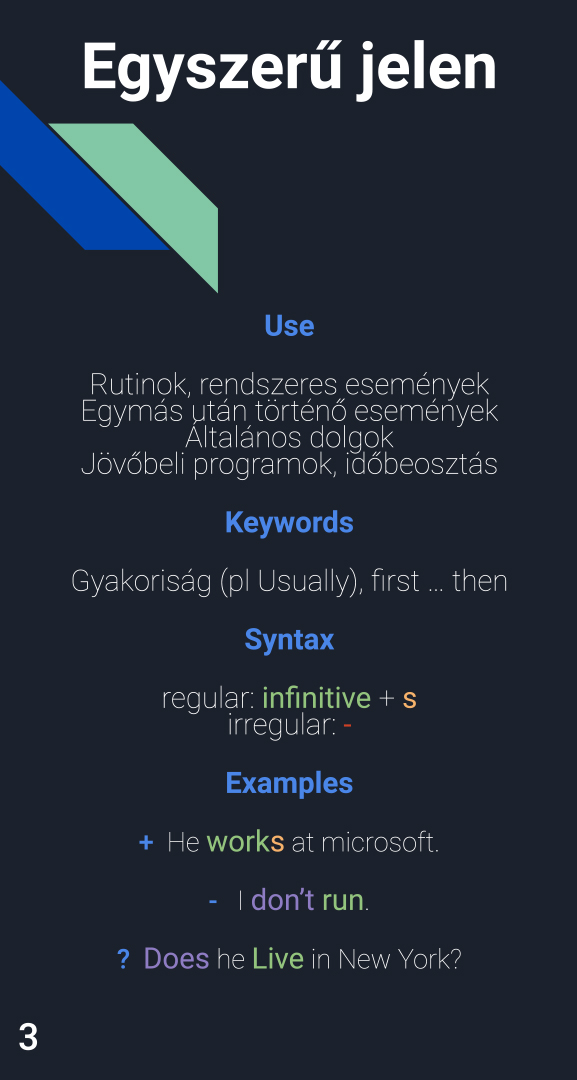 Egyszerű jelen
Use
Rutinok, rendszeres események
Egymás után történő események
Általános dolgok
Jövőbeli programok, időbeosztás
Keywords
Gyakoriság (pl Usually), first ... then
Syntax
regular: infinitive + s
irregular: -
Examples
+ He works at microsoft.
- I don’t run.
? Does he Live in New York?
3